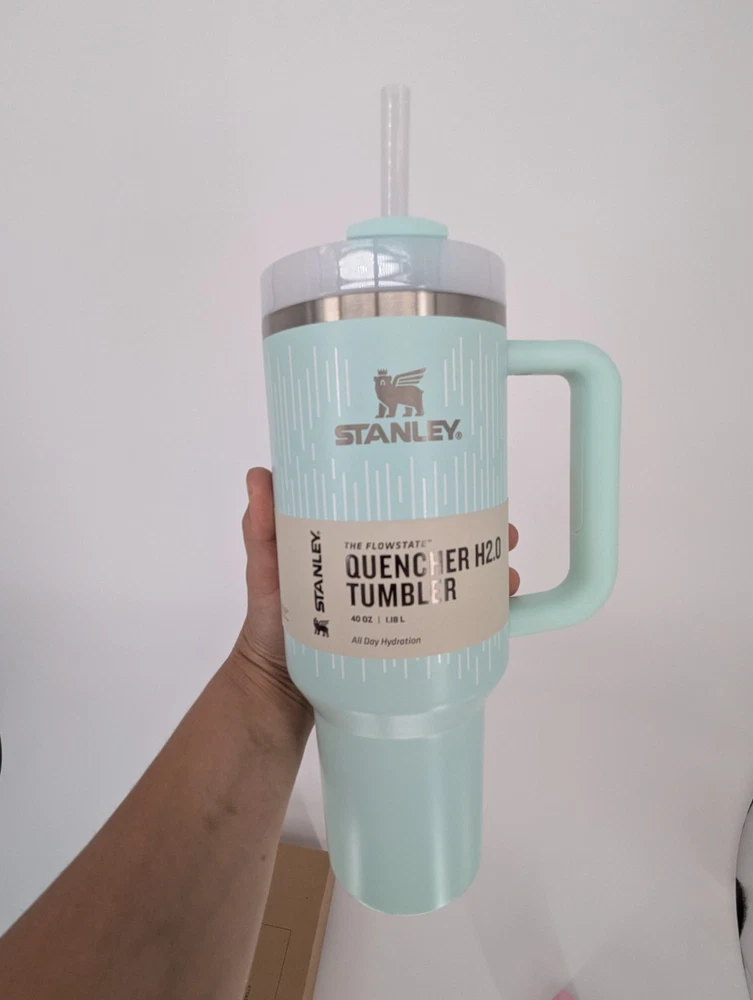 STANLEY®
STANLEY.
THE FLOWSTATE™
QUENCHER H2.0
TUMBLER
40 OZ | 1.18 L
All Day Hydration